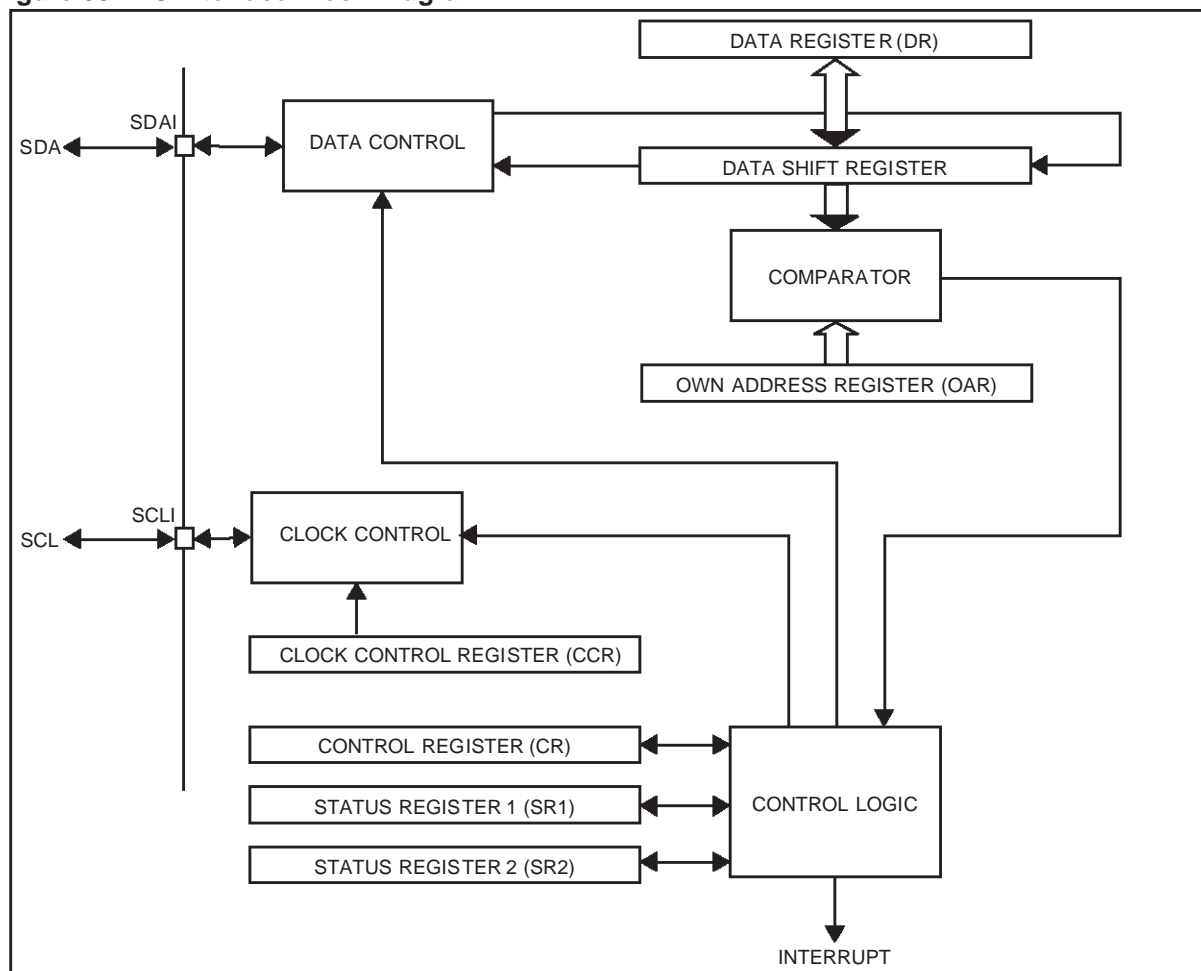 DATA REGISTER (DR)
SDAI
SDA
DATA CONTROL
DATA SHIFT REGISTER
COMPARATOR
OWN ADDRESS REGISTER (OAR)
SCLI
SCL
CLOCK CONTROL
CLOCK CONTROL REGISTER (CCR)
CONTROL REGISTER (CR)
STATUS REGISTER 1 (SR1)
CONTROL LOGIC
STATUS REGISTER 2 (SR2)
INTERRUPT